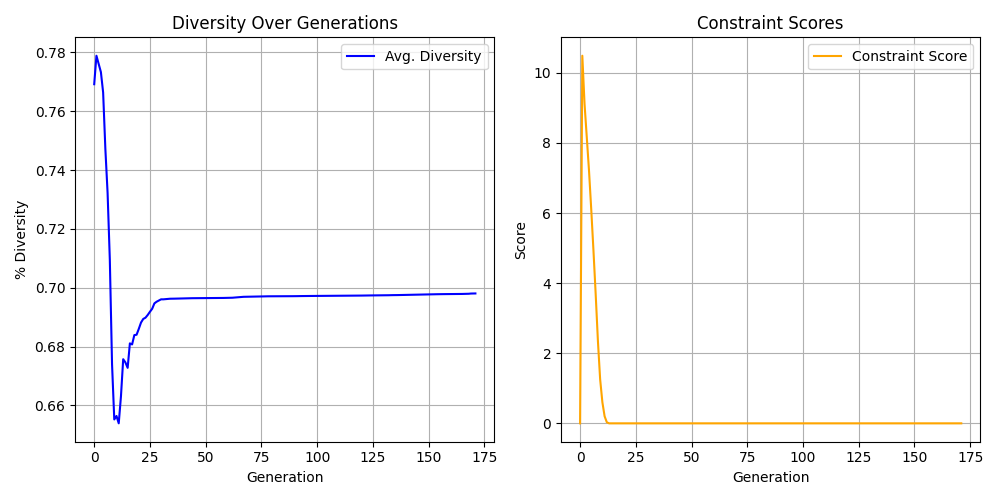 Diversity Over Generations
% Diversity
0.78
0.76
0.74
0.72
0.70
0.68
0.66
Avg. Diversity
0 25 50 75 100 125 150 175
Generation
Constraint Scores
Score
10
8
6
4
2
0
Constraint Score
0 25 50 75 100 125 150 175
Generation